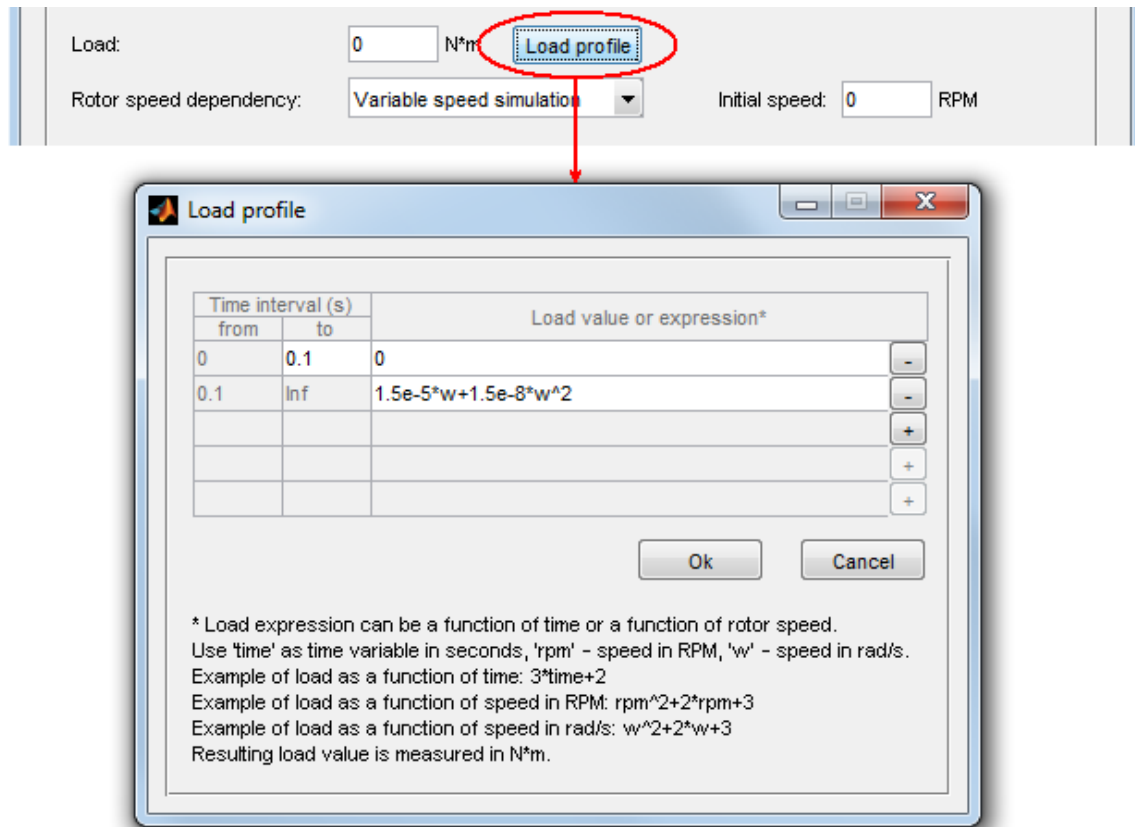 Load: 0 N*m Load profile
Rotor speed dependency: Variable speed simulation Initial speed: 0 RPM
Load profile
Time interval (s) Load value or expression*
from to
0 0.1 0 -
0.1 Inf 1.5e-5*w+1.5e-8*w^2 -
+
+
+
Ok Cancel
* Load expression can be a function of time or a function of rotor speed.
Use 'time' as time variable in seconds, 'rpm' - speed in RPM, 'w' - speed in rad/s.
Example of load as a function of time: 3*time+2
Example of load as a function of speed in RPM: rpm^2+2*rpm+3
Example of load as a function of speed in rad/s: w^2+2*w+3
Resulting load value is measured in N*m.